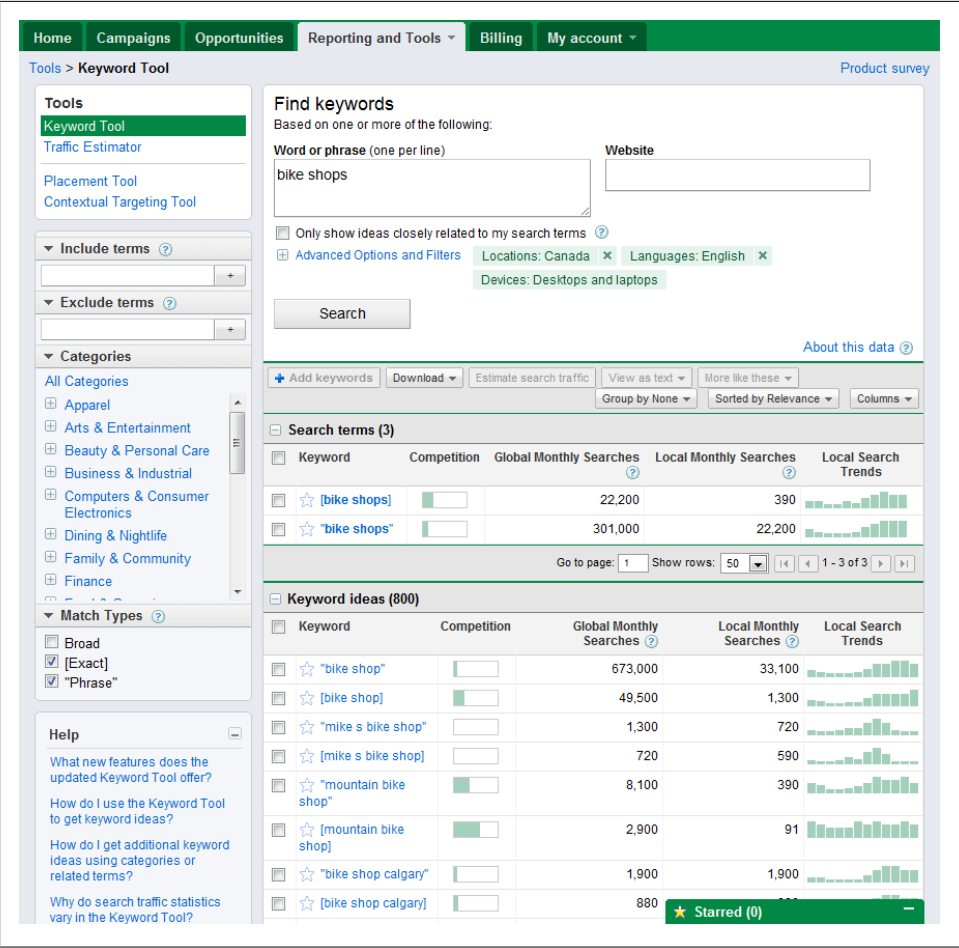 Home Campaigns Opportunities Reporting and Tools Billing My account
Tools > Keyword Tool
Product survey
Tools
Keyword Tool
Traffic Estimator
Placement Tool
Contextual Targeting Tool
Include terms ?
+
Exclude terms ?
+
Categories
All Categories
Apparel
Arts & Entertainment
Beauty & Personal Care
Business & Industrial
Computers & Consumer
Electronics
Dining & Nightlife
Family & Community
Finance
Match Types ?
Broad
[Exact]
"Phrase"
Help
What new features does the
updated Keyword Tool offer?
How do I use the Keyword Tool
to get keyword ideas?
How do I get additional keyword
ideas using categories or
related terms?
Why do search traffic statistics
vary in the Keyword Tool?
Find keywords
Based on one or more of the following:
Word or phrase (one per line) Website
bike shops
Only show ideas closely related to my search terms ?
Advanced Options and Filters Locations: Canada × Languages: English ×
Devices: Desktops and laptops
Search
About this data ?
+ Add keywords Download Estimate search traffic View as text More like these
Group by None Sorted by Relevance Columns
Search terms (3)
Keyword Competition Global Monthly Searches ? Local Monthly Searches ? Local Search Trends
[bike shops] 22,200 390
"bike shops" 301,000 22,200
Go to page: 1 Show rows: 50 1 - 3 of 3
Keyword ideas (800)
Keyword Competition Global Monthly Searches ? Local Monthly Searches ? Local Search Trends
"bike shop" 673,000 33,100
[bike shop] 49,500 1,300
"mike s bike shop" 1,300 720
[mike s bike shop] 720 590
"mountain bike
shop" 8,100 390
[mountain bike
shop] 2,900 91
"bike shop calgary" 1,900 1,900
[bike shop calgary] 880
Starred (0)